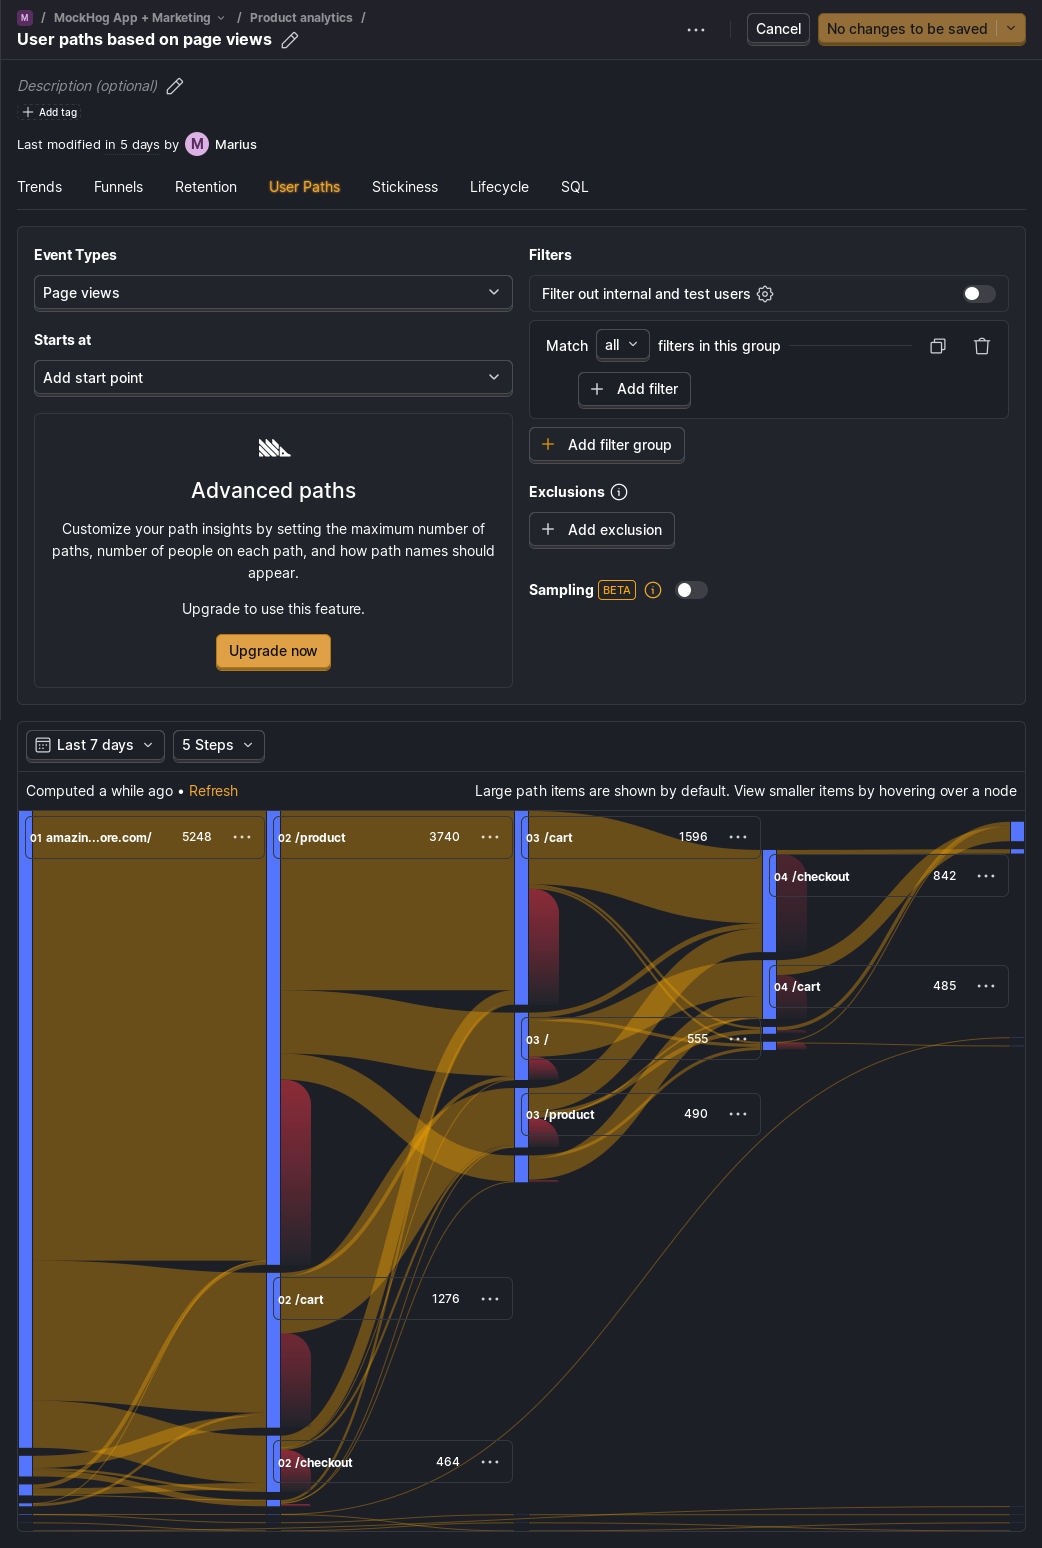 M / MockHog App + Marketing / Product analytics /
User paths based on page views
Cancel
No changes to be saved
Description (optional)
Add tag
Last modified in 5 days by M Marius
Trends Funnels Retention User Paths Stickiness Lifecycle SQL
Event Types
Page views
Starts at
Add start point
Advanced paths
Customize your path insights by setting the maximum number of
paths, number of people on each path, and how path names should
appear.
Upgrade to use this feature.
Upgrade now
Filters
Filter out internal and test users
Match all filters in this group
Add filter
Add filter group
Exclusions
Add exclusion
Sampling BETA
Last 7 days 5 Steps
Computed a while ago • Refresh
Large path items are shown by default. View smaller items by hovering over a node
01 amazin...ore.com/ 5248
02 /product 3740
03 /cart 1596
04 /checkout 842
04 /cart 485
03 / 555
03 /product 490
02 /cart 1276
02 /checkout 464